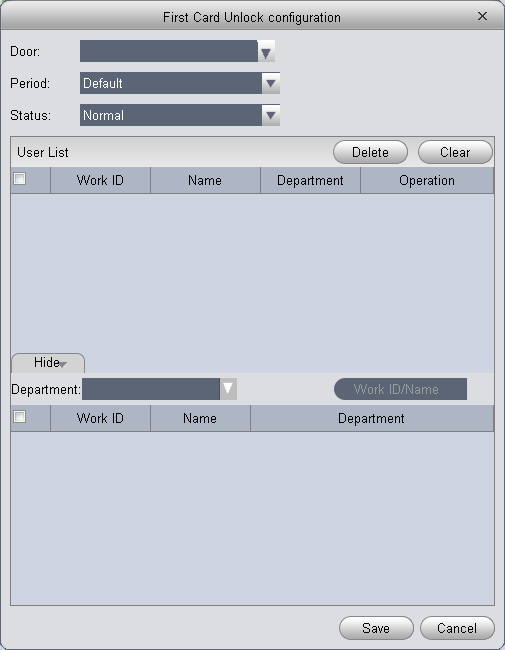 First Card Unlock configuration
Door:
Period: Default
Status: Normal
User List Delete Clear
Work ID Name Department Operation
Hide
Department: Work ID/Name
Work ID Name Department
Save Cancel